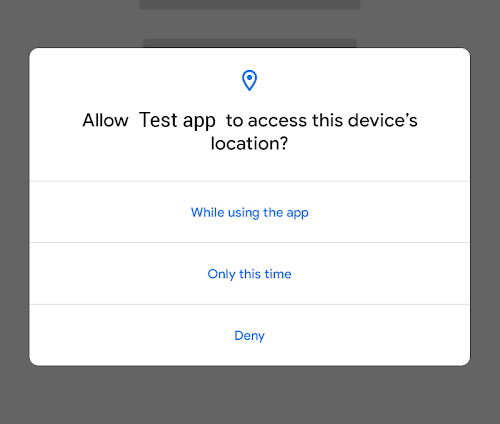 Allow Test app to access this device’s
location?
While using the app
Only this time
Deny